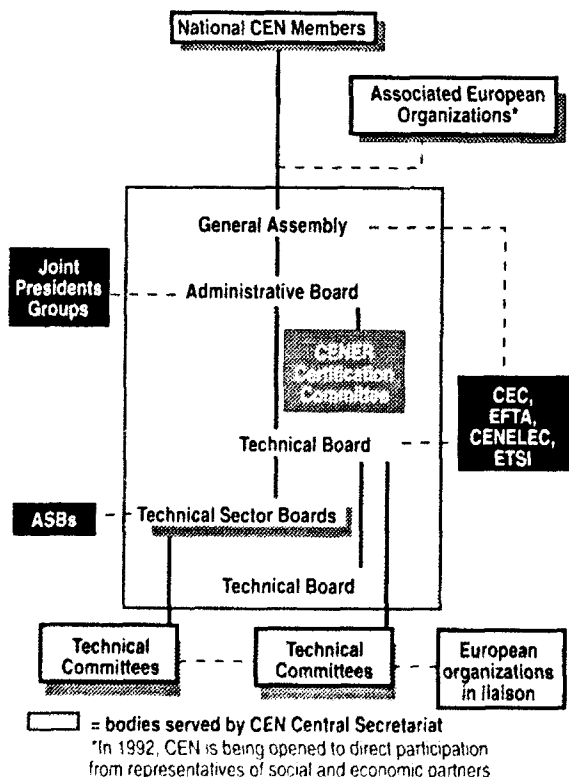 National CEN Members
Associated European
Organizations*
General Assembly
Joint
Presidents
Groups
Administrative Board
CENER
Certification,
Committee
CEC,
EFTA,
CENELEC,
ETSI
Technical Board
ASBs
Technical Sector Boards
Technical Board
Technical
Committees
Technical
Committees
European
organizations
in liaison
= bodies served by CEN Central Secretariat
*In 1992, CEN is being opened to direct participation
from representatives of social and economic partners